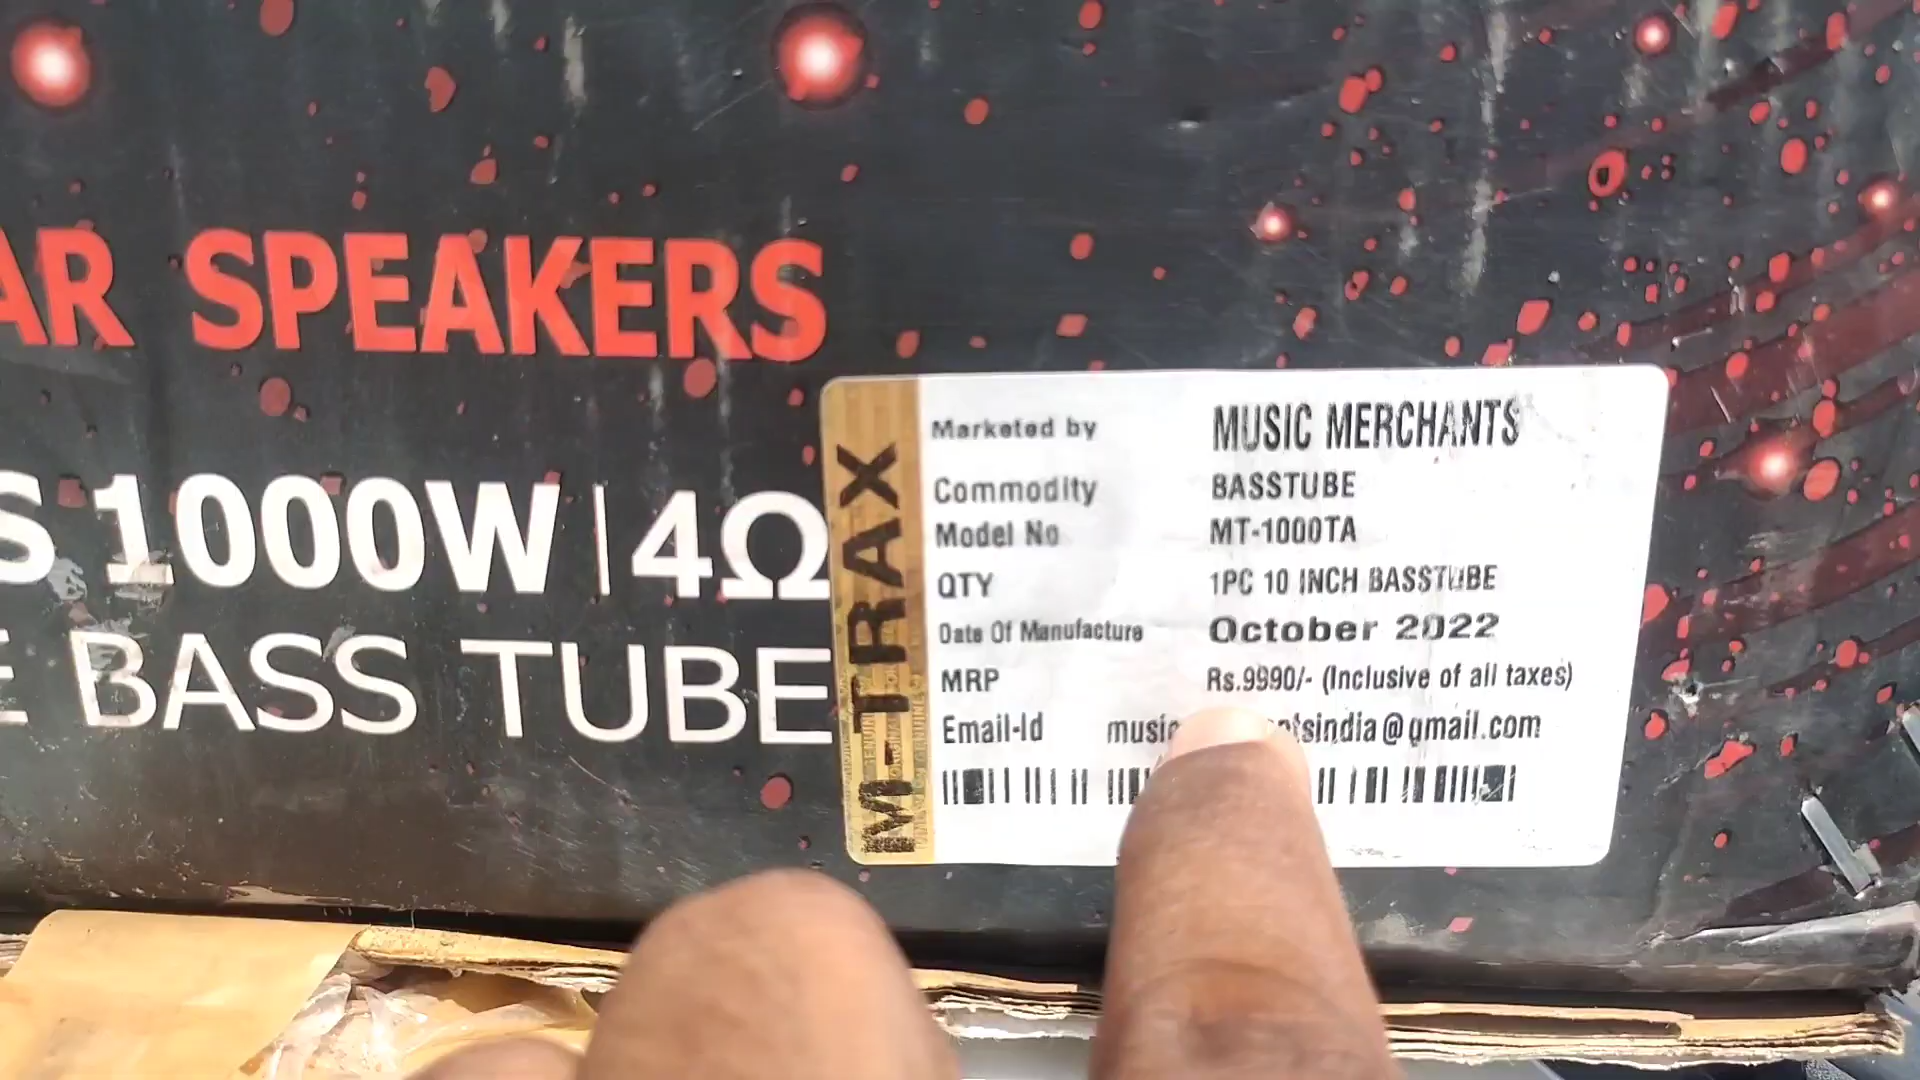 AR SPEAKERS
S 1000W | 4Ω
E BASS TUBE
M-TRAX
Marketed by MUSIC MERCHANTS
Commodity BASSTUBE
Model No MT-1000TA
QTY 1PC 10 INCH BASSTUBE
Date Of Manufacture October 2022
MRP Rs.9990/- (Inclusive of all taxes)
Email-Id music ntsindia@gmail.com